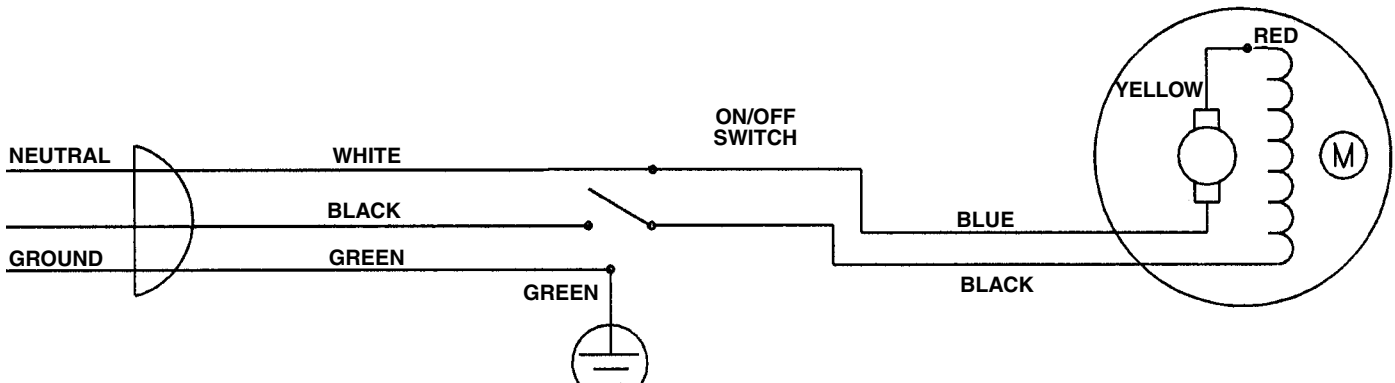 RED
YELLOW
ON/OFF
SWITCH
NEUTRAL
WHITE
M
BLACK
BLUE
GROUND
GREEN
GREEN
BLACK